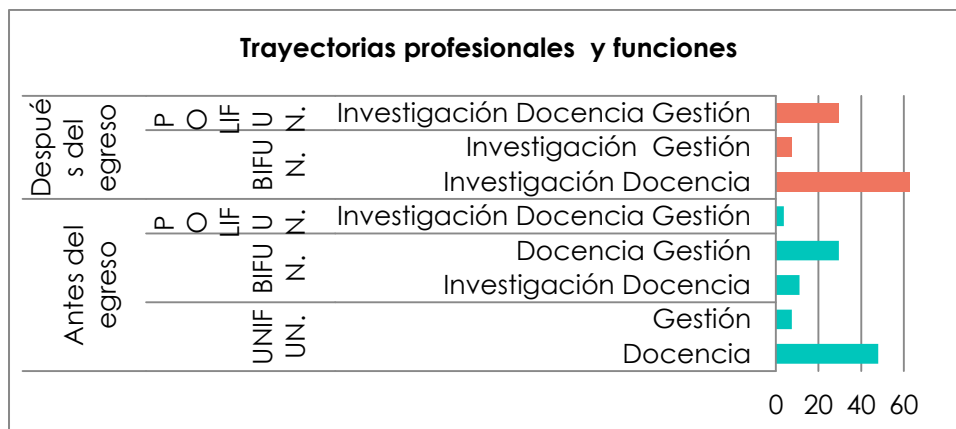 Trayectorias profesionales y funciones
Despué
s del
egreso
P
O
LIF
U
N.
Investigación Docencia Gestión
BIFU
N.
Investigación Gestión
Investigación Docencia
Antes del
egreso
P
O
LIF
U
N.
Investigación Docencia Gestión
BIFU
N.
Docencia Gestión
Investigación Docencia
UNIF
UN.
Gestión
Docencia
0 20 40 60